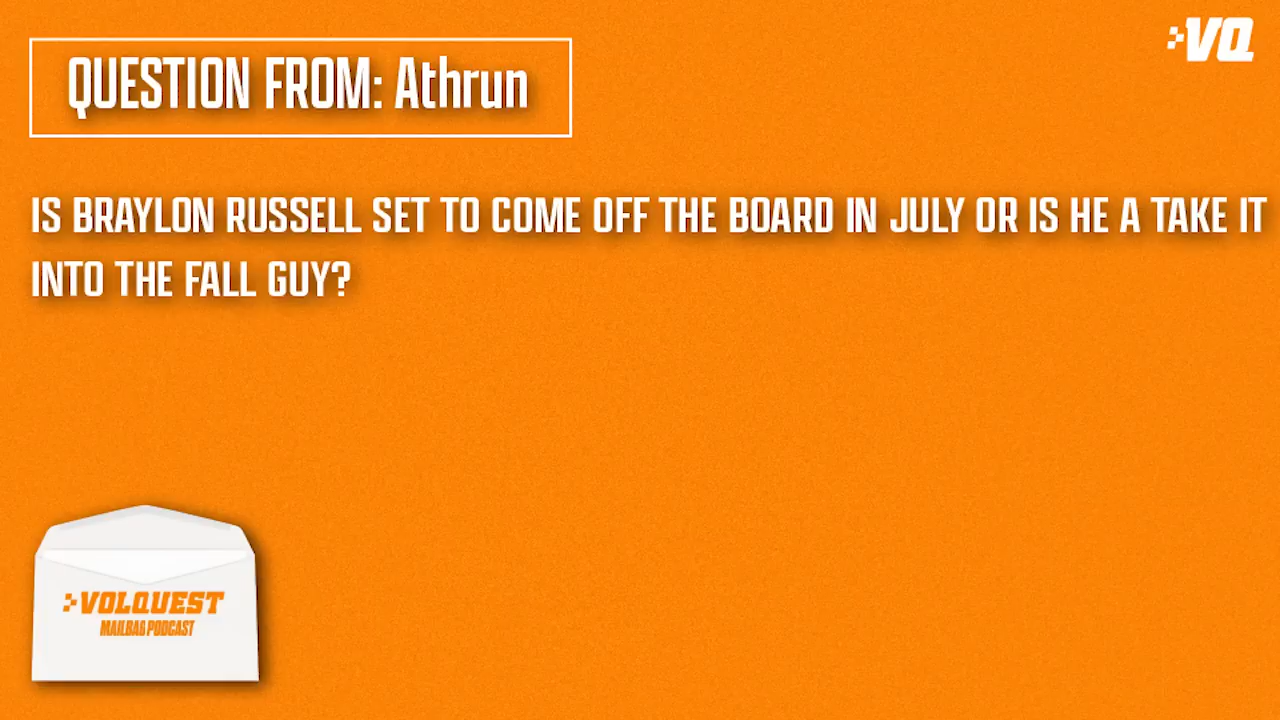 :VQ
QUESTION FROM: Athrun
IS BRAYLON RUSSELL SET TO COME OFF THE BOARD IN JULY OR IS HE A TAKE IT
INTO THE FALL GUY?
VOLQUEST
MAILBAG PODCAST